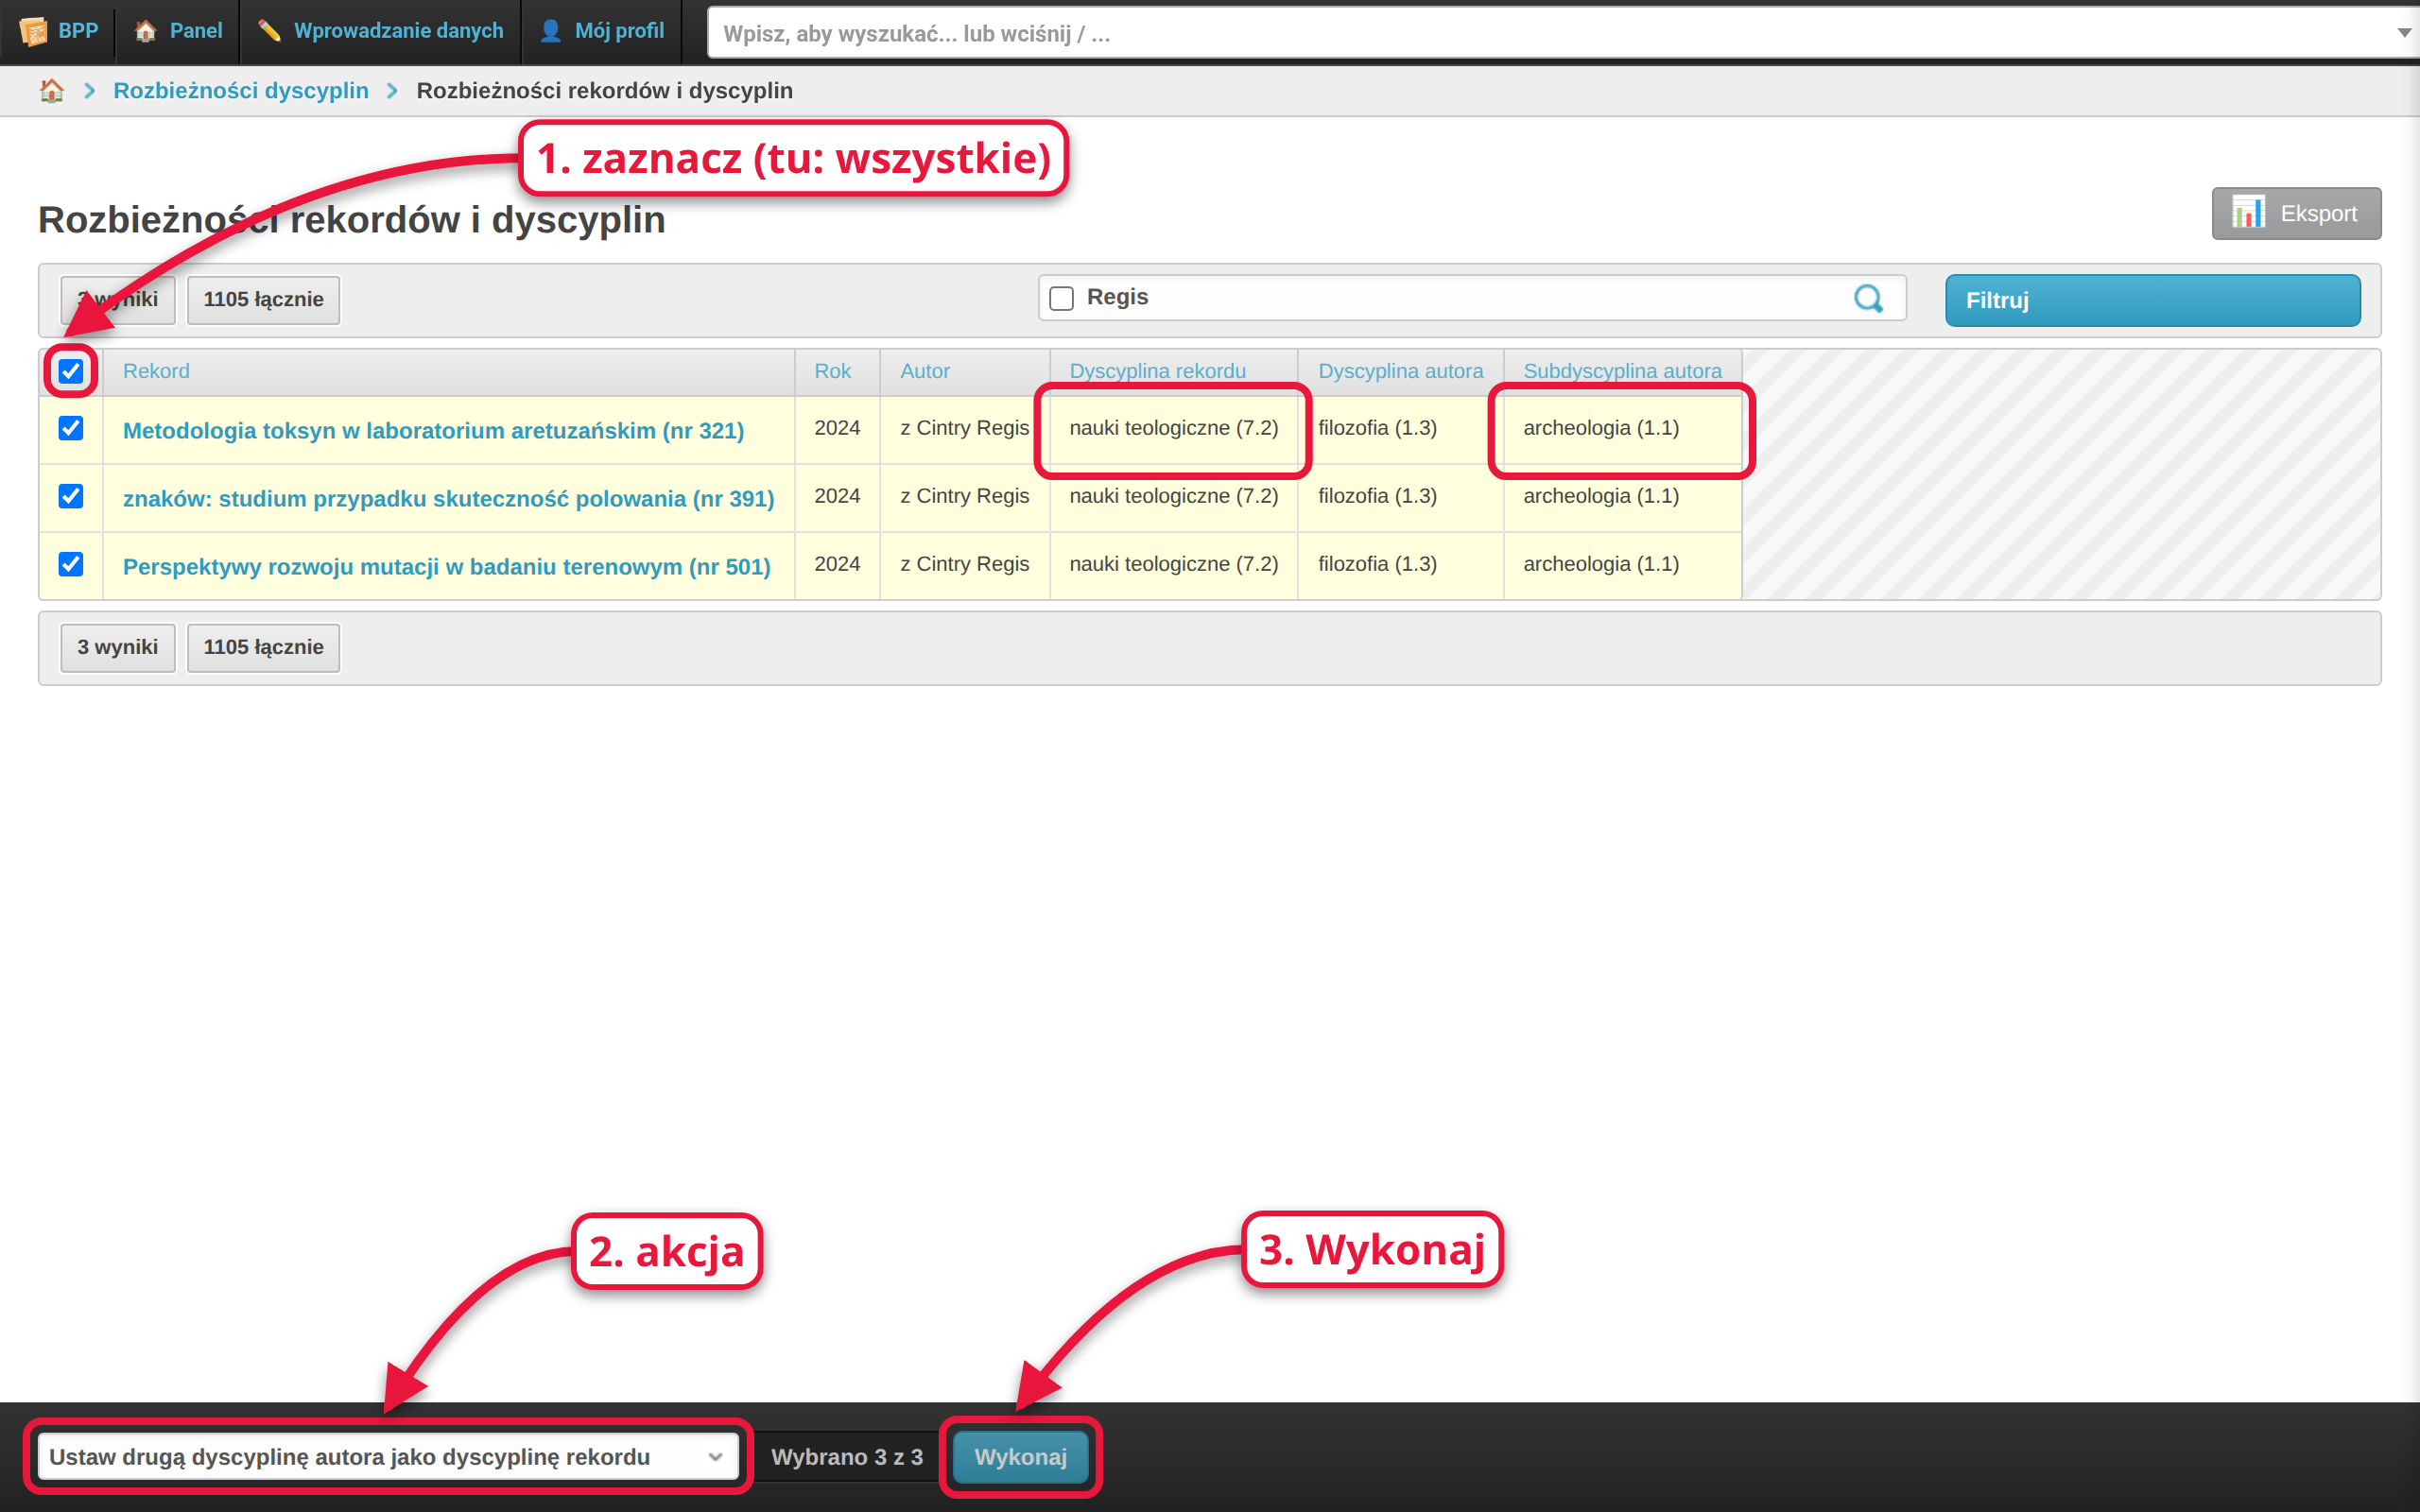 BPP
Panel
Wprowadzanie danych
Mój profil
Wpisz, aby wyszukać... lub wciśnij / ...
Rozbieżności dyscyplin
Rozbieżności rekordów i dyscyplin
1. zaznacz (tu: wszystkie)
Rozbieżności rekordów i dyscyplin
Eksport
3 wyniki
1105 łącznie
Regis
Filtruj
Rekord Rok Autor Dyscyplina rekordu Dyscyplina autora Subdyscyplina autora
Metodologia toksyn w laboratorium aretuzańskim (nr 321) 2024 z Cintry Regis nauki teologiczne (7.2) filozofia (1.3) archeologia (1.1)
znaków: studium przypadku skuteczność polowania (nr 391) 2024 z Cintry Regis nauki teologiczne (7.2) filozofia (1.3) archeologia (1.1)
Perspektywy rozwoju mutacji w badaniu terenowym (nr 501) 2024 z Cintry Regis nauki teologiczne (7.2) filozofia (1.3) archeologia (1.1)
3 wyniki
1105 łącznie
2. akcja
3. Wykonaj
Ustaw drugą dyscyplinę autora jako dyscyplinę rekordu
Wybrano 3 z 3
Wykonaj